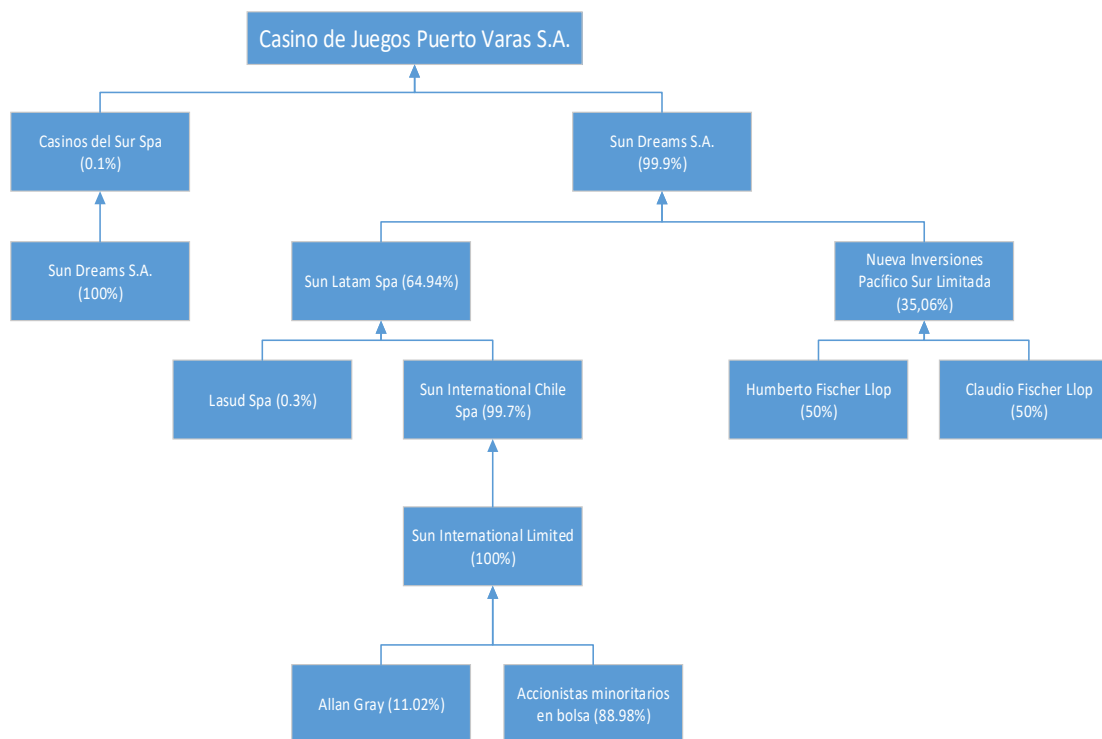 Casino de Juegos Puerto Varas S.A.
Casinos del Sur Spa
(0.1%)
Sun Dreams S.A.
(99.9%)
Sun Dreams S.A.
(100%)
Sun Latam Spa (64.94%)
Nueva Inversiones
Pacífico Sur Limitada
(35,06%)
Lasud Spa (0.3%)
Sun International Chile
Spa (99.7%)
Humberto Fischer Llop
(50%)
Claudio Fischer Llop
(50%)
Sun International Limited
(100%)
Allan Gray (11.02%)
Accionistas minoritarios
en bolsa (88.98%)